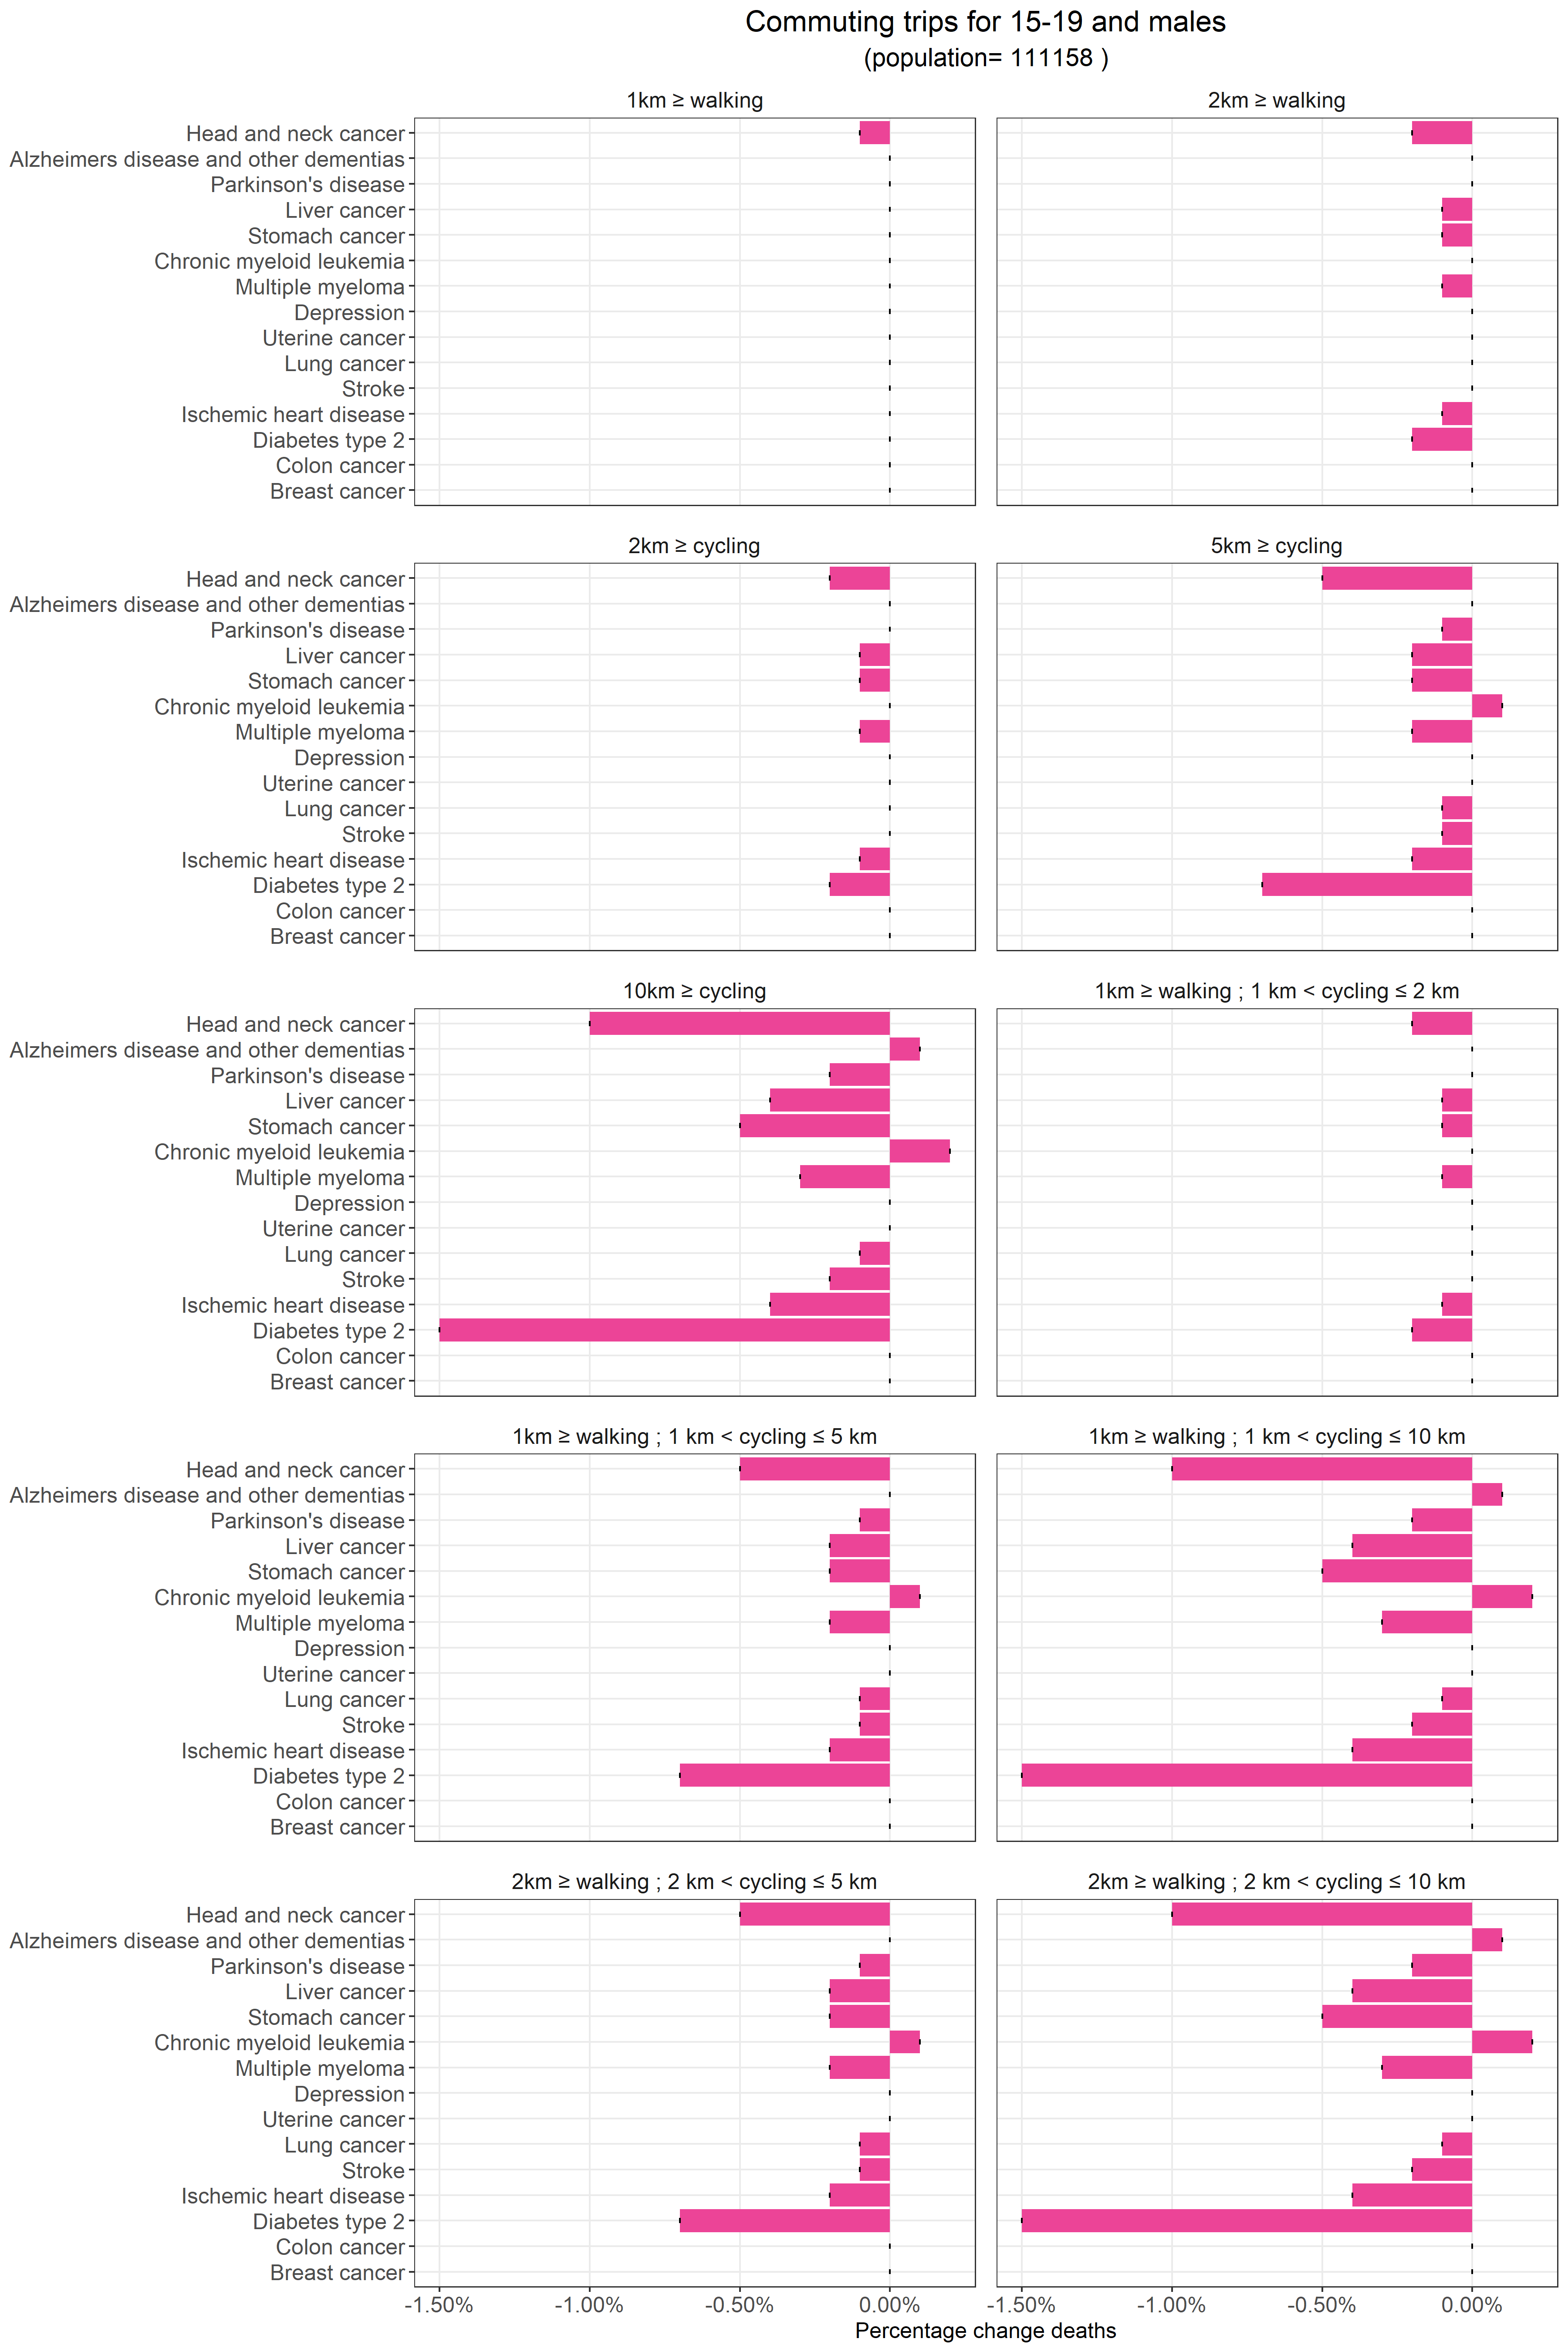 Commuting trips for 15-19 and males
(population= 111158 )
1km ≥ walking
2km ≥ walking
Head and neck cancer
Alzheimers disease and other dementias
Parkinson's disease
Liver cancer
Stomach cancer
Chronic myeloid leukemia
Multiple myeloma
Depression
Uterine cancer
Lung cancer
Stroke
Ischemic heart disease
Diabetes type 2
Colon cancer
Breast cancer
2km ≥ cycling
5km ≥ cycling
Head and neck cancer
Alzheimers disease and other dementias
Parkinson's disease
Liver cancer
Stomach cancer
Chronic myeloid leukemia
Multiple myeloma
Depression
Uterine cancer
Lung cancer
Stroke
Ischemic heart disease
Diabetes type 2
Colon cancer
Breast cancer
10km ≥ cycling
1km ≥ walking ; 1 km < cycling ≤ 2 km
Head and neck cancer
Alzheimers disease and other dementias
Parkinson's disease
Liver cancer
Stomach cancer
Chronic myeloid leukemia
Multiple myeloma
Depression
Uterine cancer
Lung cancer
Stroke
Ischemic heart disease
Diabetes type 2
Colon cancer
Breast cancer
1km ≥ walking ; 1 km < cycling ≤ 5 km
1km ≥ walking ; 1 km < cycling ≤ 10 km
Head and neck cancer
Alzheimers disease and other dementias
Parkinson's disease
Liver cancer
Stomach cancer
Chronic myeloid leukemia
Multiple myeloma
Depression
Uterine cancer
Lung cancer
Stroke
Ischemic heart disease
Diabetes type 2
Colon cancer
Breast cancer
2km ≥ walking ; 2 km < cycling ≤ 5 km
2km ≥ walking ; 2 km < cycling ≤ 10 km
Head and neck cancer
Alzheimers disease and other dementias
Parkinson's disease
Liver cancer
Stomach cancer
Chronic myeloid leukemia
Multiple myeloma
Depression
Uterine cancer
Lung cancer
Stroke
Ischemic heart disease
Diabetes type 2
Colon cancer
Breast cancer
-1.50% -1.00% -0.50% 0.00% -1.50% -1.00% -0.50% 0.00%
Percentage change deaths